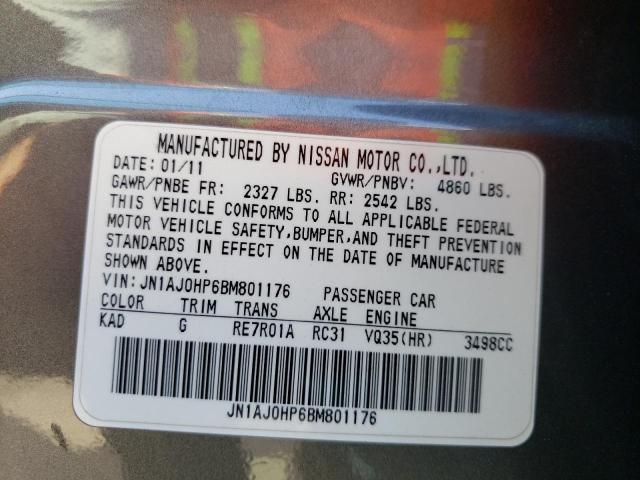 MANUFACTURED BY NISSAN MOTOR CO.,LTD.
DATE: 01/11 GVWR/PNBV: 4860 LBS.
GAWR/PNBE FR: 2327 LBS. RR: 2542 LBS.
THIS VEHICLE CONFORMS TO ALL APPLICABLE FEDERAL
MOTOR VEHICLE SAFETY,BUMPER,AND THEFT PREVENTION
STANDARDS IN EFFECT ON THE DATE OF MANUFACTURE
SHOWN ABOVE.
VIN: JN1AJ0HP6BM801176 PASSENGER CAR
COLOR TRIM TRANS AXLE ENGINE
KAD G RE7R01A RC31 VQ35(HR) 3498CC
JN1AJ0HP6BM801176